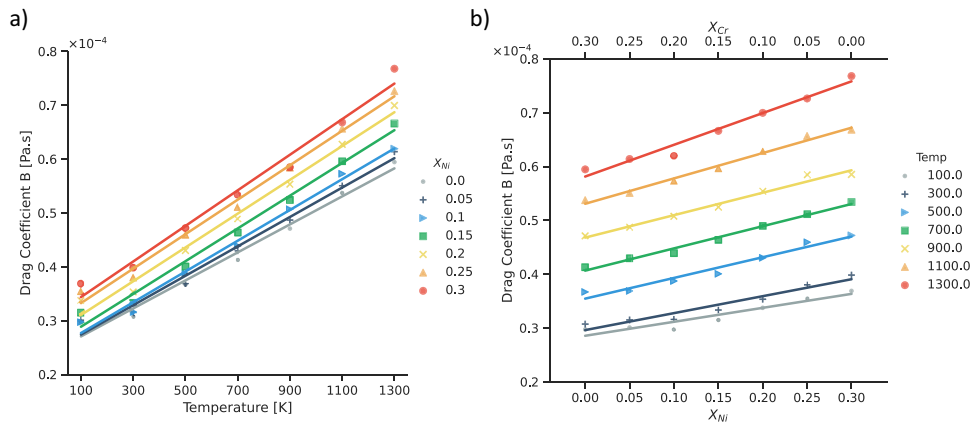 a)
×10⁻⁴
0.8
0.7
0.6
0.5
0.4
0.3
0.2
Drag Coefficient B [Pa.s]
100 300 500 700 900 1100 1300
Temperature [K]
X_Ni
0.0
0.05
0.1
0.15
0.2
0.25
0.3
b)
X_Cr
0.30 0.25 0.20 0.15 0.10 0.05 0.00
×10⁻⁴
0.8
0.7
0.6
0.5
0.4
0.3
0.2
Drag Coefficient B [Pa.s]
0.00 0.05 0.10 0.15 0.20 0.25 0.30
X_Ni
Temp
100.0
300.0
500.0
700.0
900.0
1100.0
1300.0